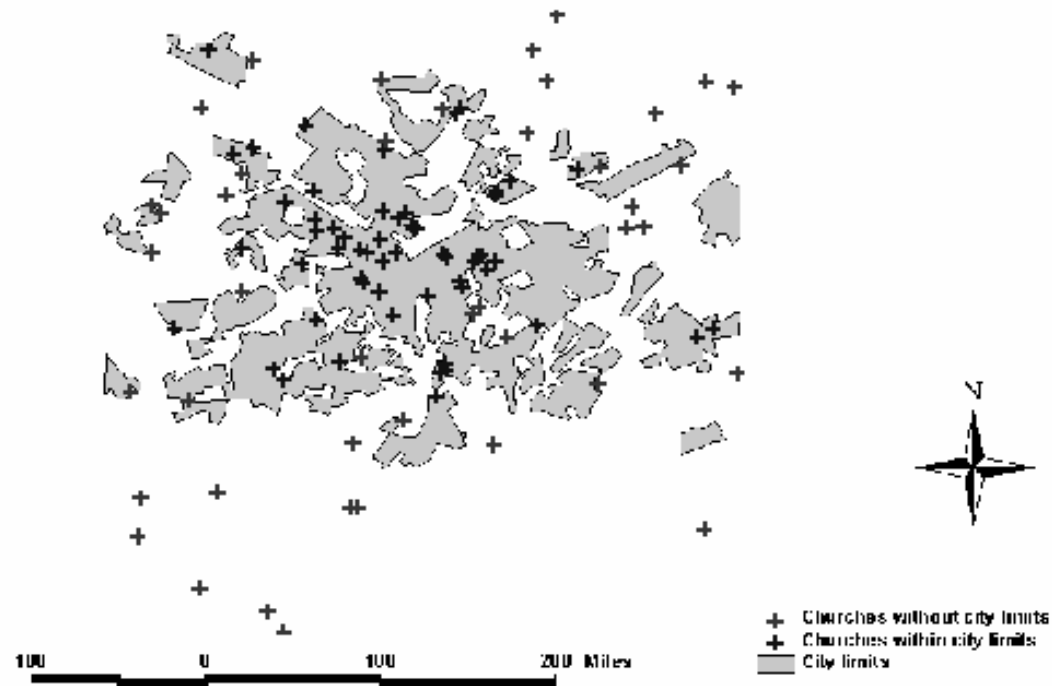 N
Churches without city limits
Churches within city limits
City limits
100 0 100 200 Miles